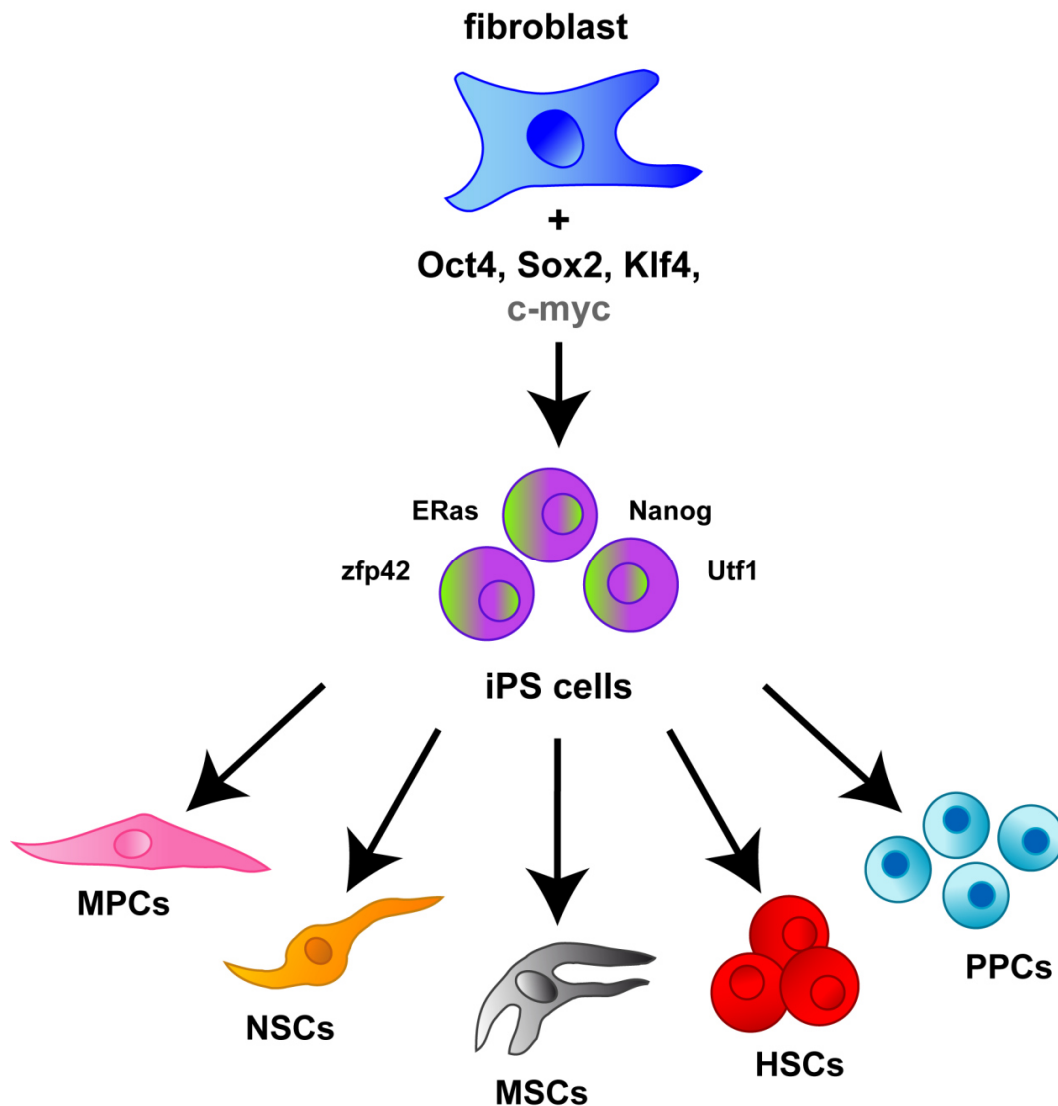 fibroblast
+
Oct4, Sox2, Klf4,
c-myc
ERas
Nanog
zfp42
Utf1
iPS cells
MPCs
NSCs
MSCs
HSCs
PPCs